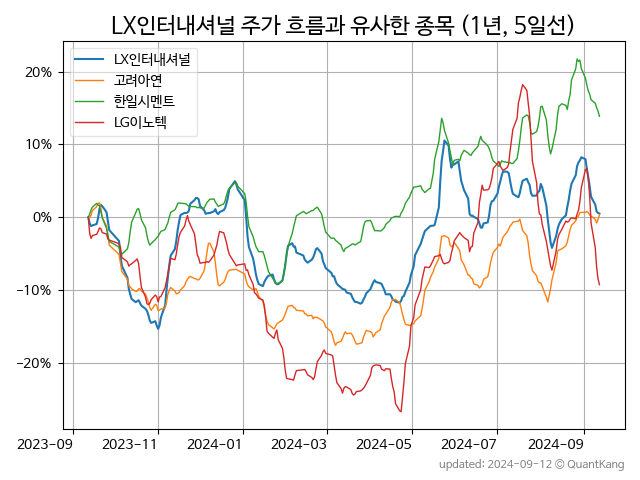 LX인터내셔널 주가 흐름과 유사한 종목 (1년, 5일선)
LX인터내셔널
고려아연
한일시멘트
LG이노텍
20%
10%
0%
−10%
−20%
2023-09 2023-11 2024-01 2024-03 2024-05 2024-07 2024-09
updated: 2024-09-12 © QuantKang